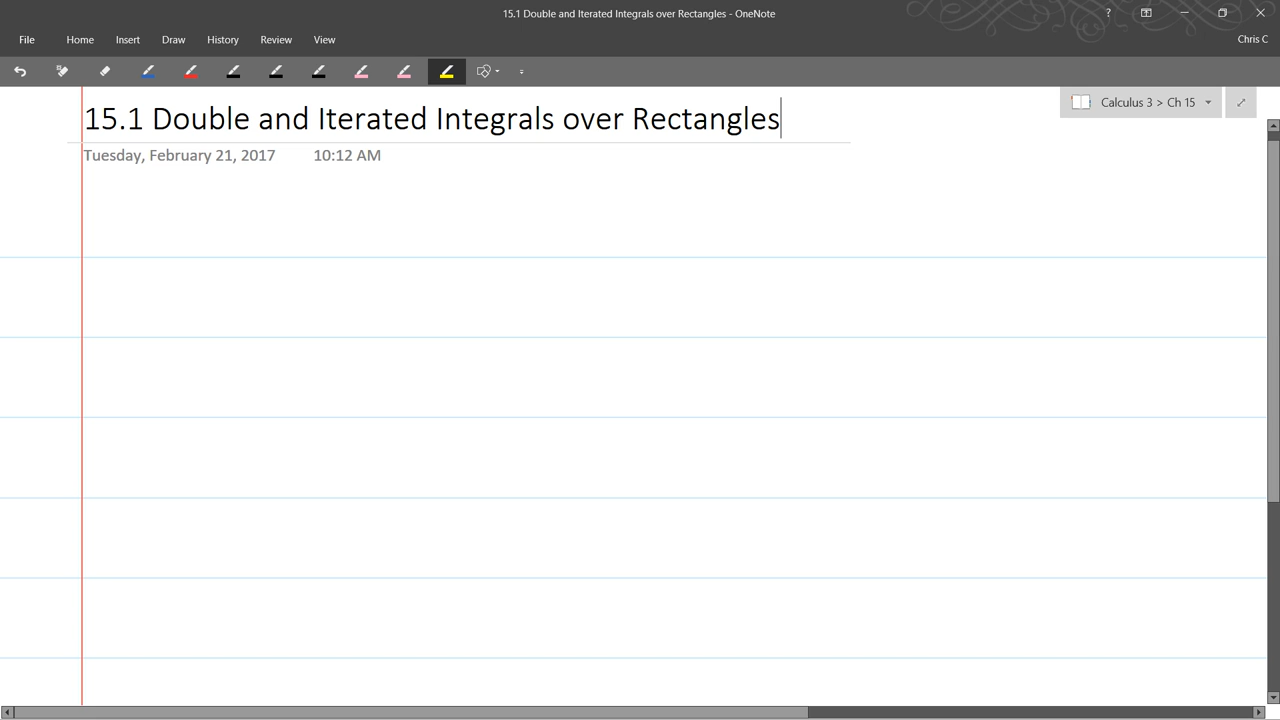 15.1 Double and Iterated Integrals over Rectangles - OneNote
?
File Home Insert Draw History Review View
Chris C
15.1 Double and Iterated Integrals over Rectangles
Calculus 3 > Ch 15
Tuesday, February 21, 2017 10:12 AM